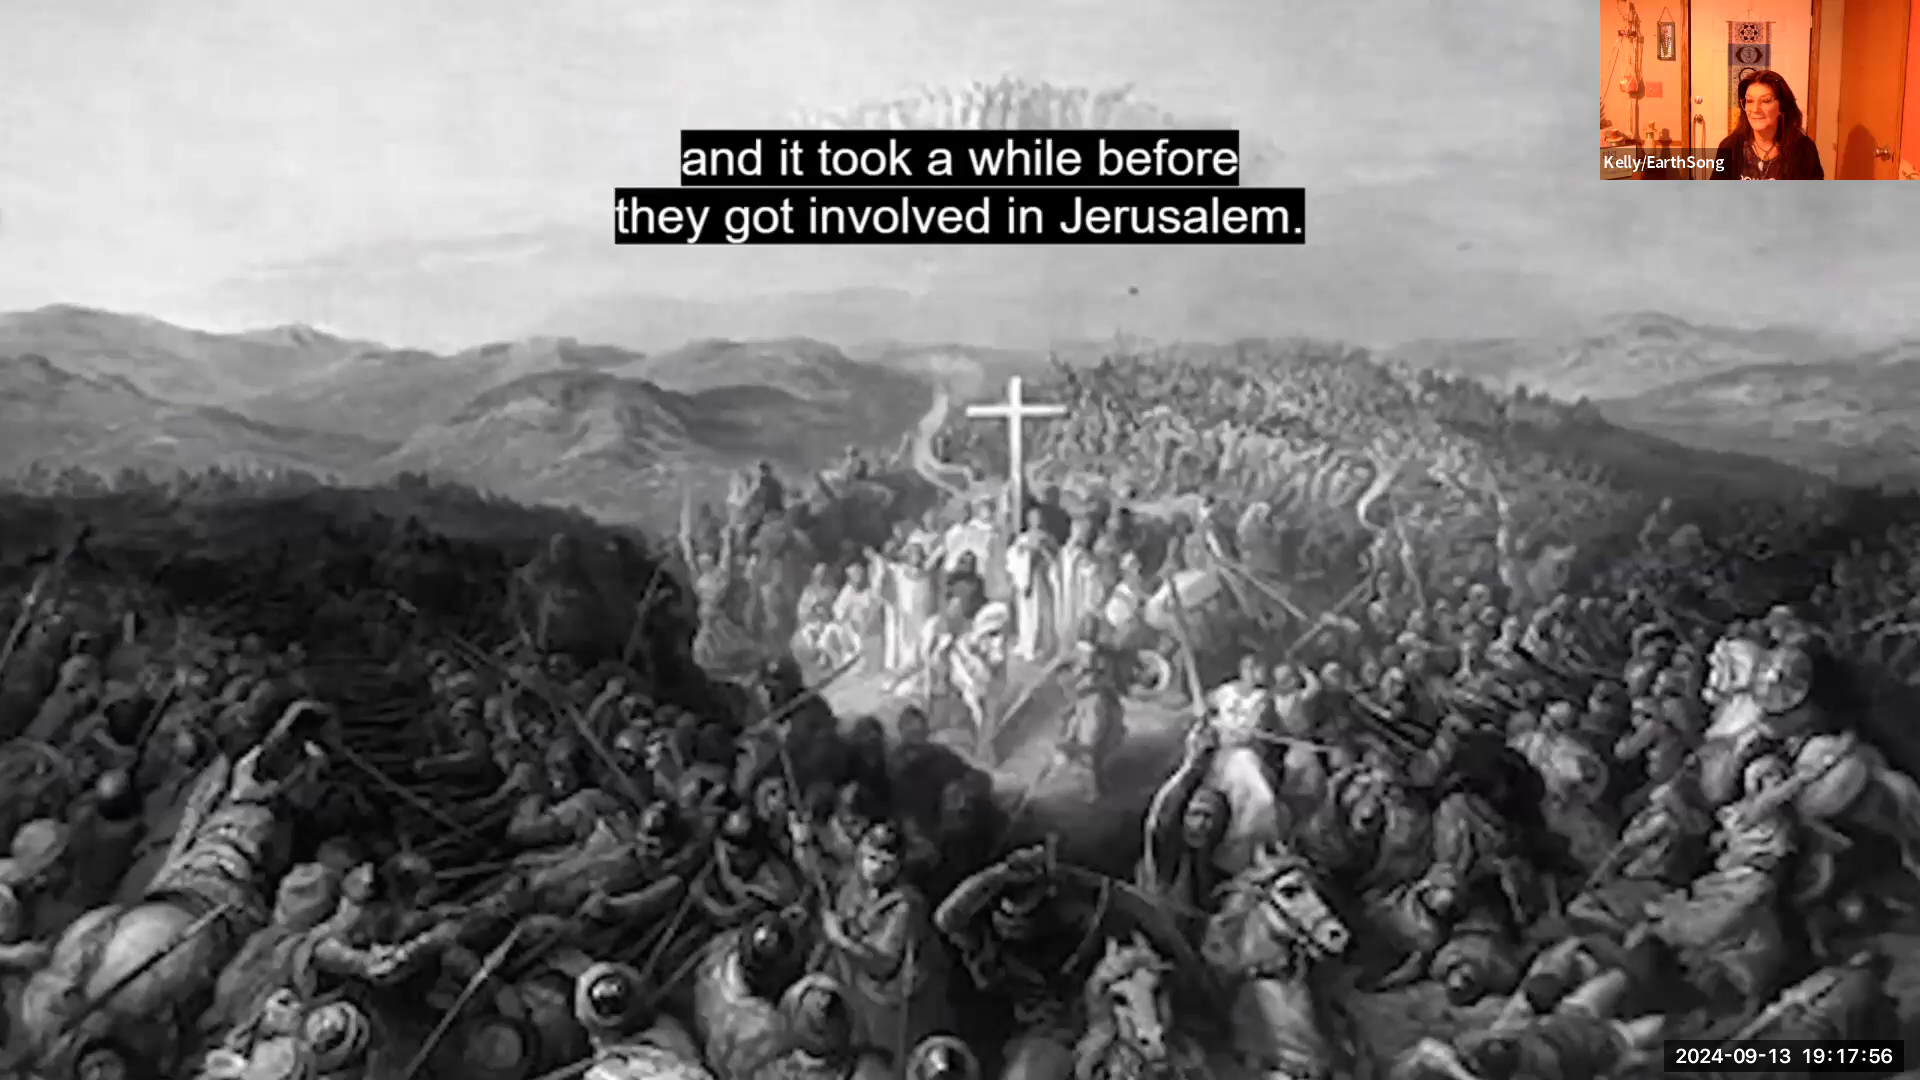 and it took a while before
they got involved in Jerusalem.
Kelly/EarthSong
2024-09-13 19:17:56